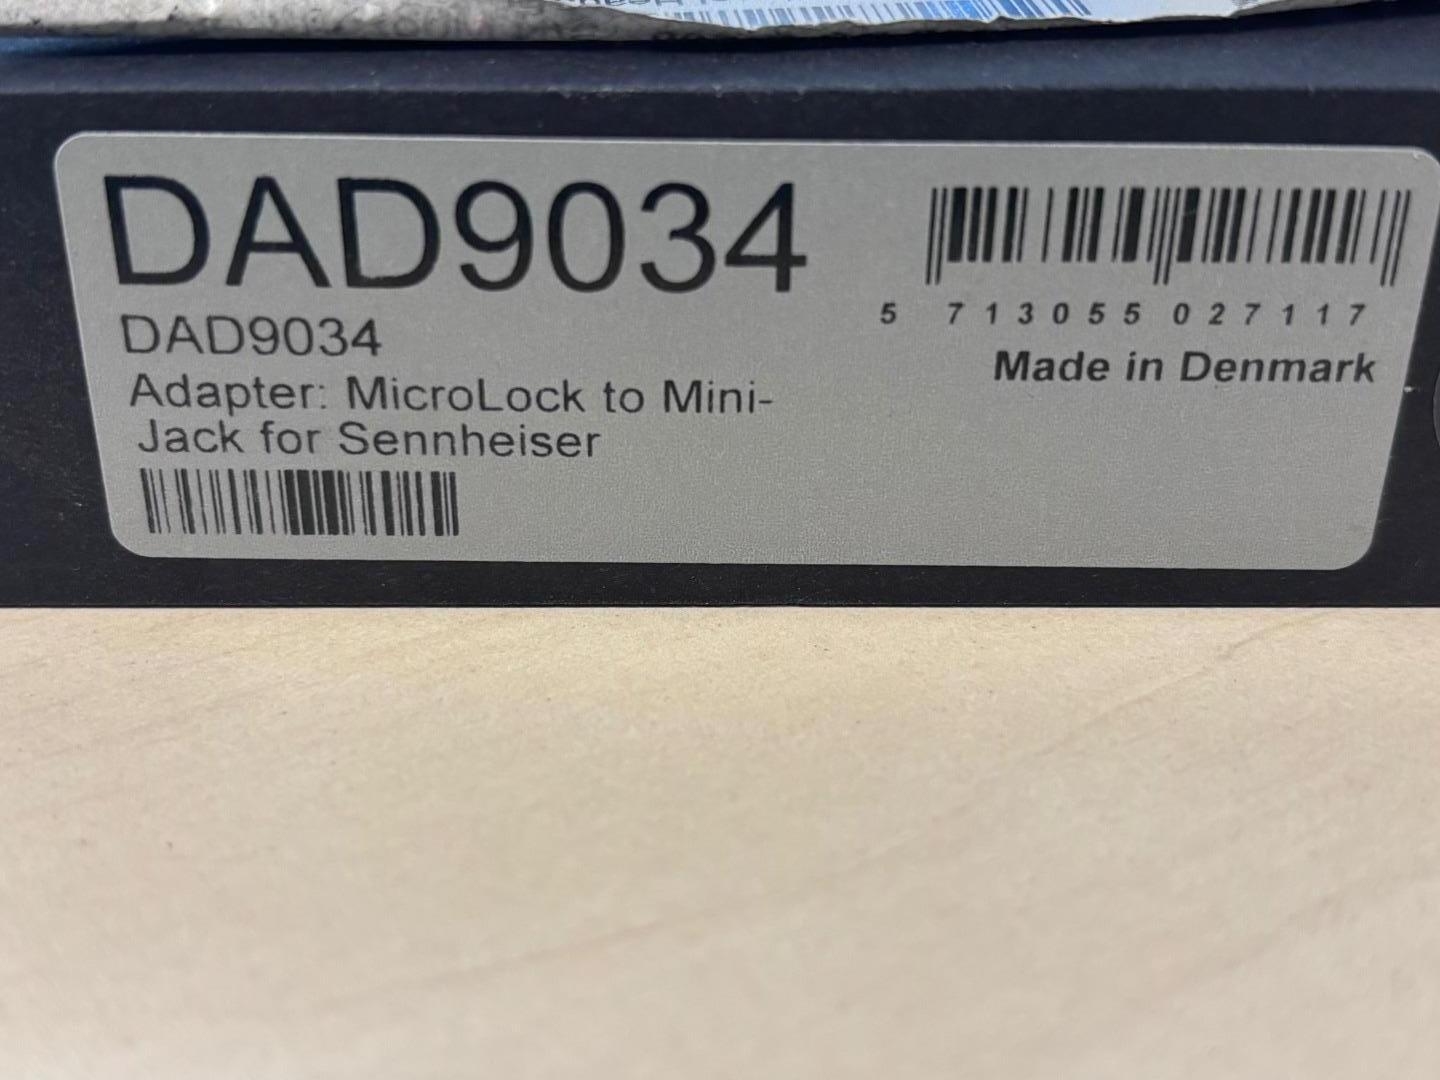 DAD9034
DAD9034
Adapter: MicroLock to Mini-
Jack for Sennheiser
5 713055 027117
Made in Denmark